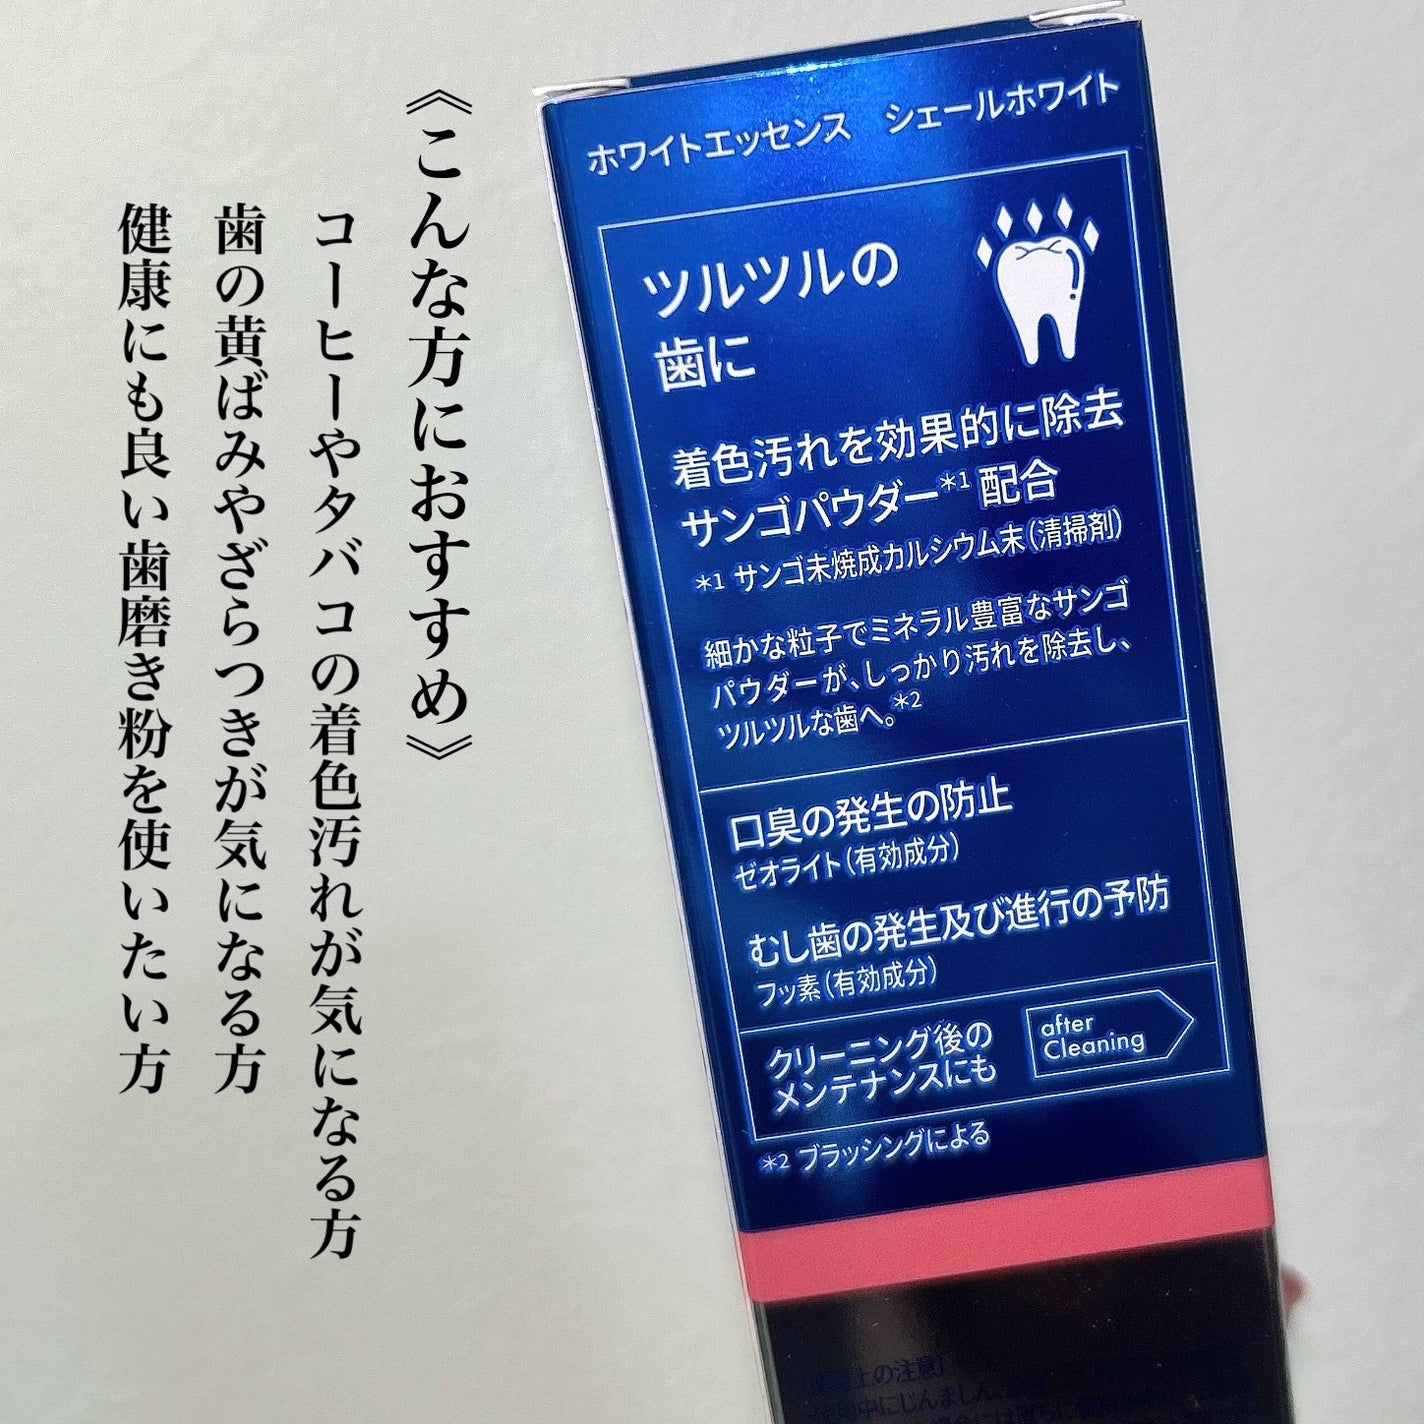 《こんな方におすすめ》
コーヒーやタバコの着色汚れが気になる方
歯の黄ばみやざらつきが気になる方
健康にも良い歯磨き粉を使いたい方
ホワイトエッセンス シェールホワイト
ツルツルの
歯に
着色汚れを効果的に除去
サンゴパウダー*1 配合
*1 サンゴ未焼成カルシウム末(清掃剤)
細かな粒子でミネラル豊富なサンゴ
パウダーが、しっかり汚れを除去し、
ツルツルな歯へ。*2
口臭の発生の防止
ゼオライト(有効成分)
むし歯の発生及び進行の予防
フッ素(有効成分)
クリーニング後の
メンテナンスにも
after
Cleaning
*2 ブラッシングによる
上の注意
中にじんましん